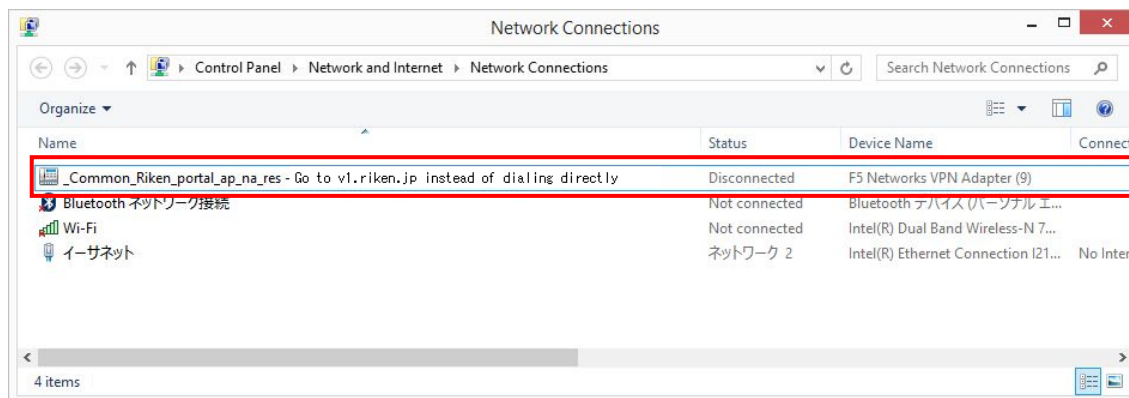 Network Connections
Control Panel Network and Internet Network Connections Search Network Connections
Organize
Name Status Device Name Connect
_Common_Riken_portal_ap_na_res - Go to v1.riken.jp instead of dialing directly Disconnected F5 Networks VPN Adapter (9)
Bluetooth ネットワーク接続 Not connected Bluetooth デバイス (パーソナル エ...
Wi-Fi Not connected Intel(R) Dual Band Wireless-N 7...
イーサネット ネットワーク 2 Intel(R) Ethernet Connection I21... No Inter
4 items